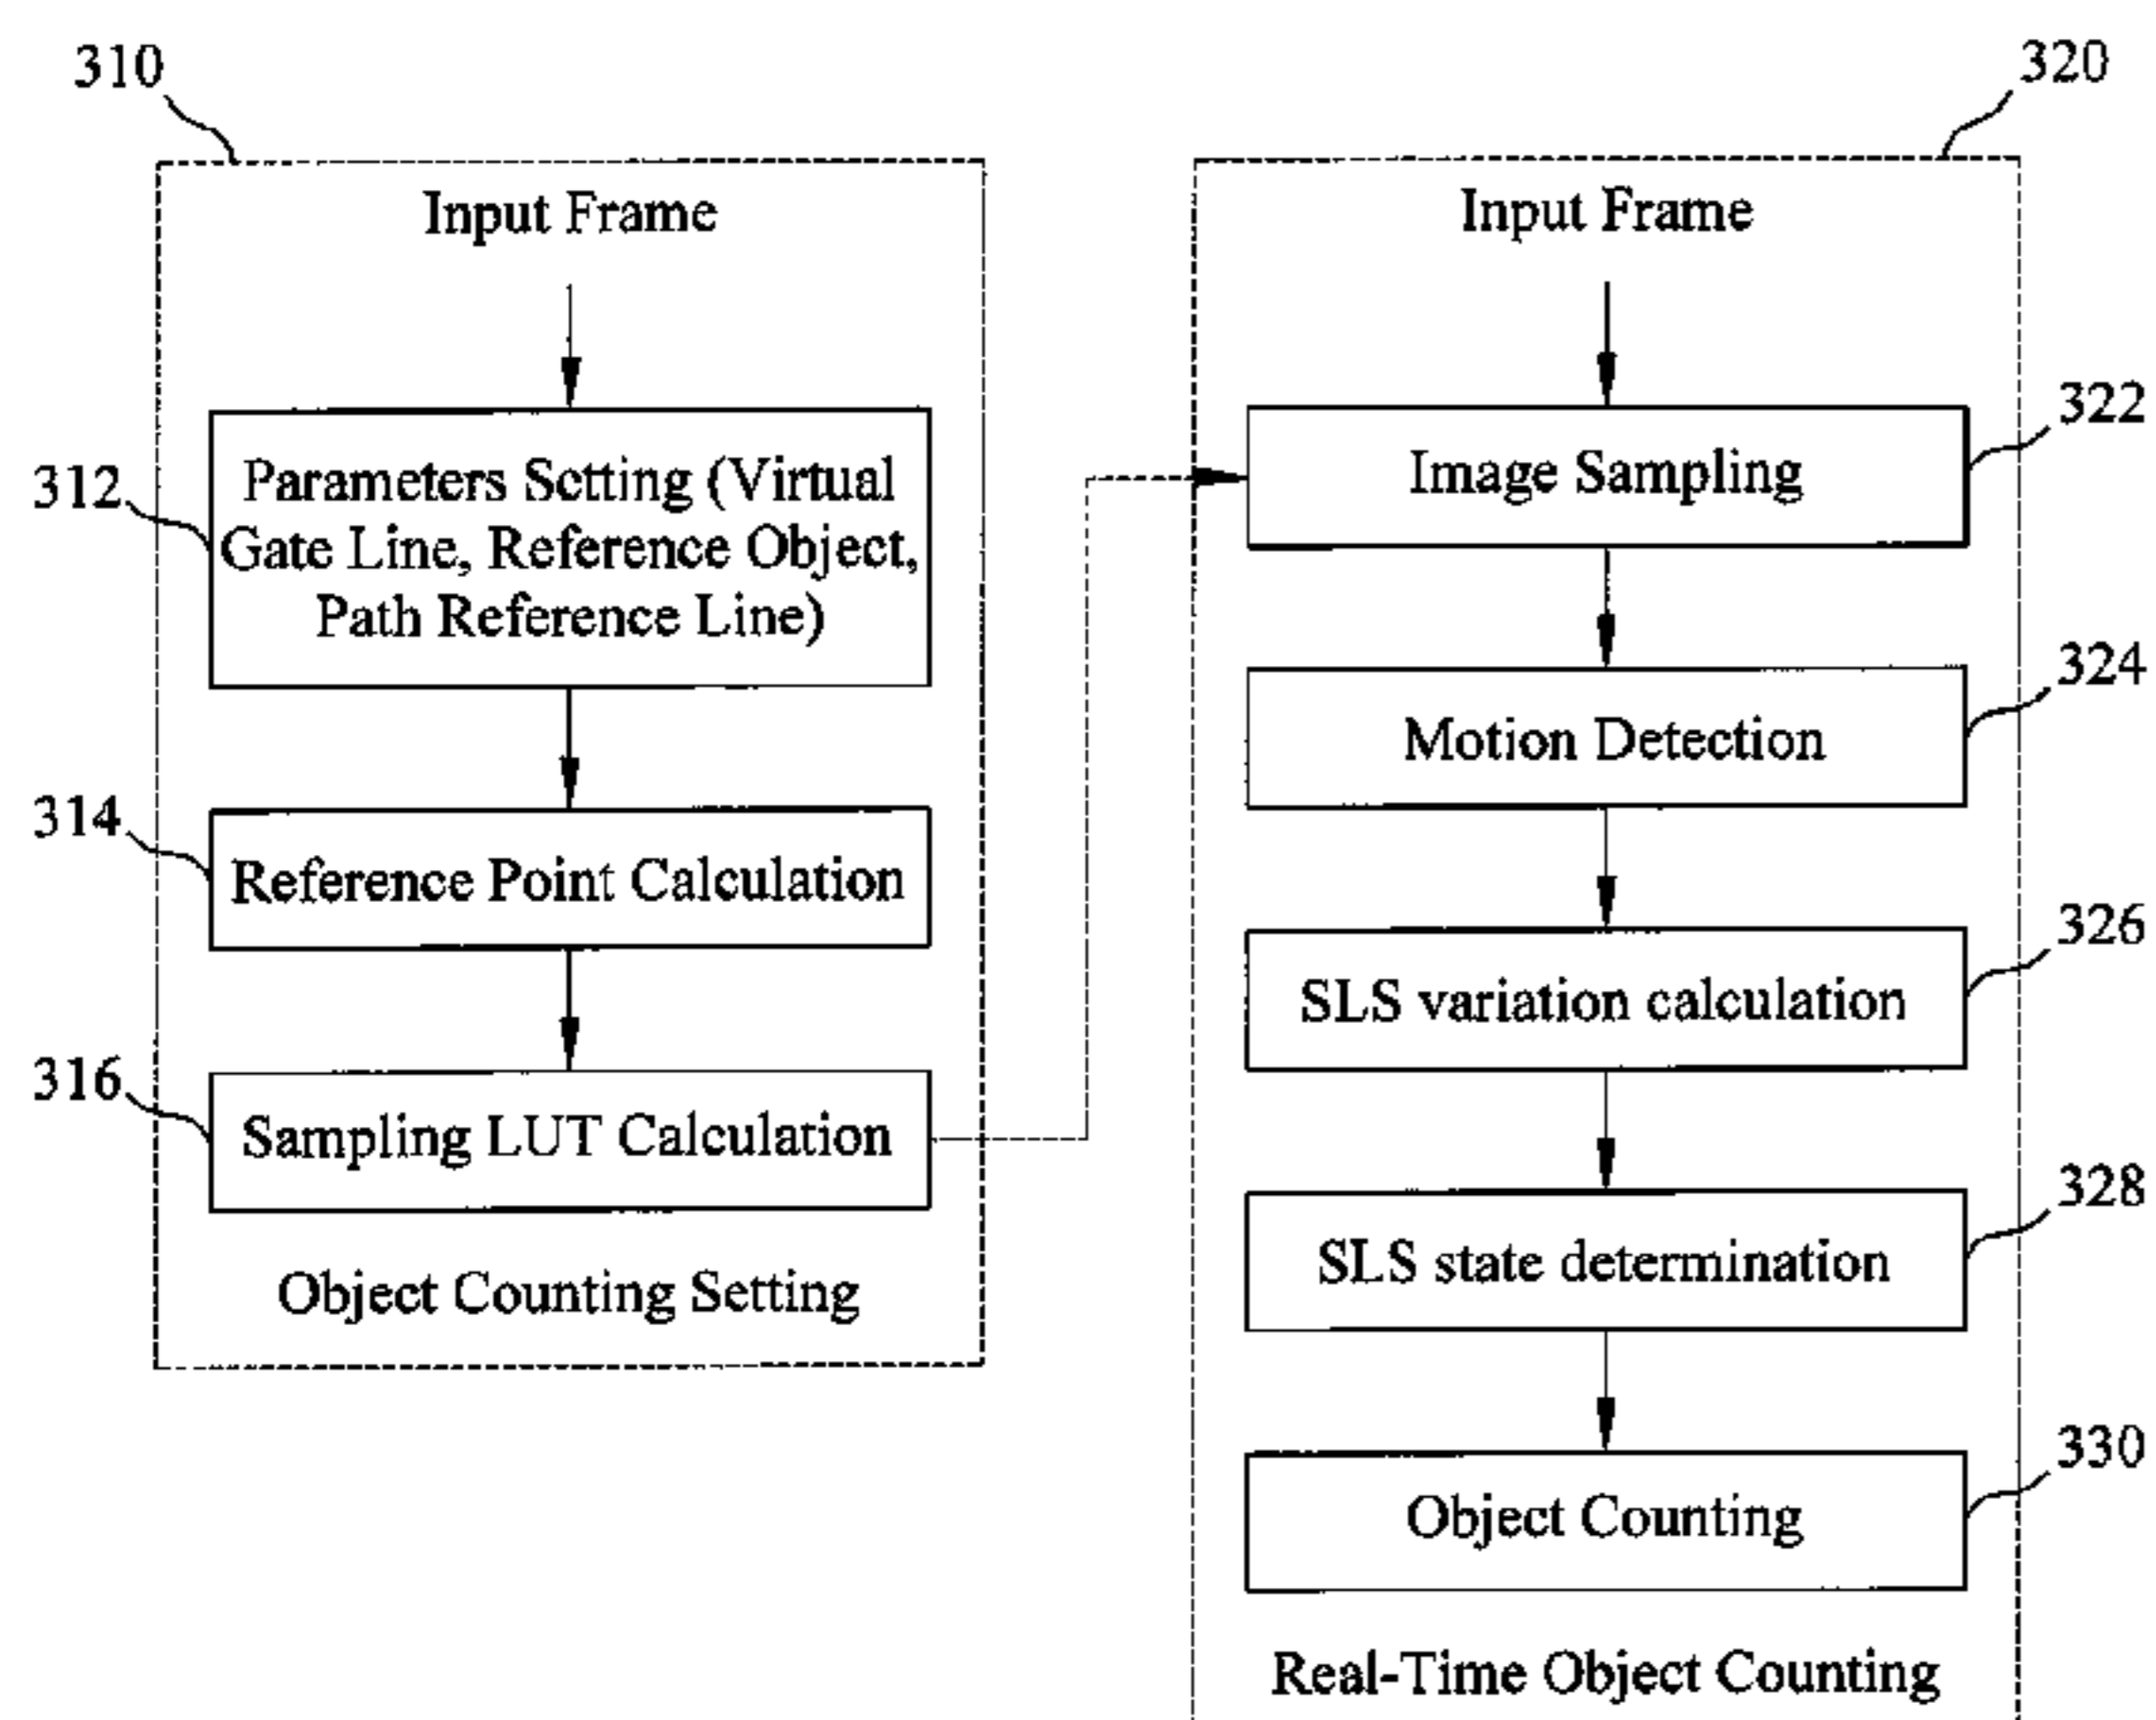 310
Input Frame
312
Parameters Setting (Virtual
Gate Line, Reference Object,
Path Reference Line)
314
Reference Point Calculation
316
Sampling LUT Calculation
Object Counting Setting
320
Input Frame
322
Image Sampling
324
Motion Detection
326
SLS variation calculation
328
SLS state determination
330
Object Counting
Real-Time Object Counting